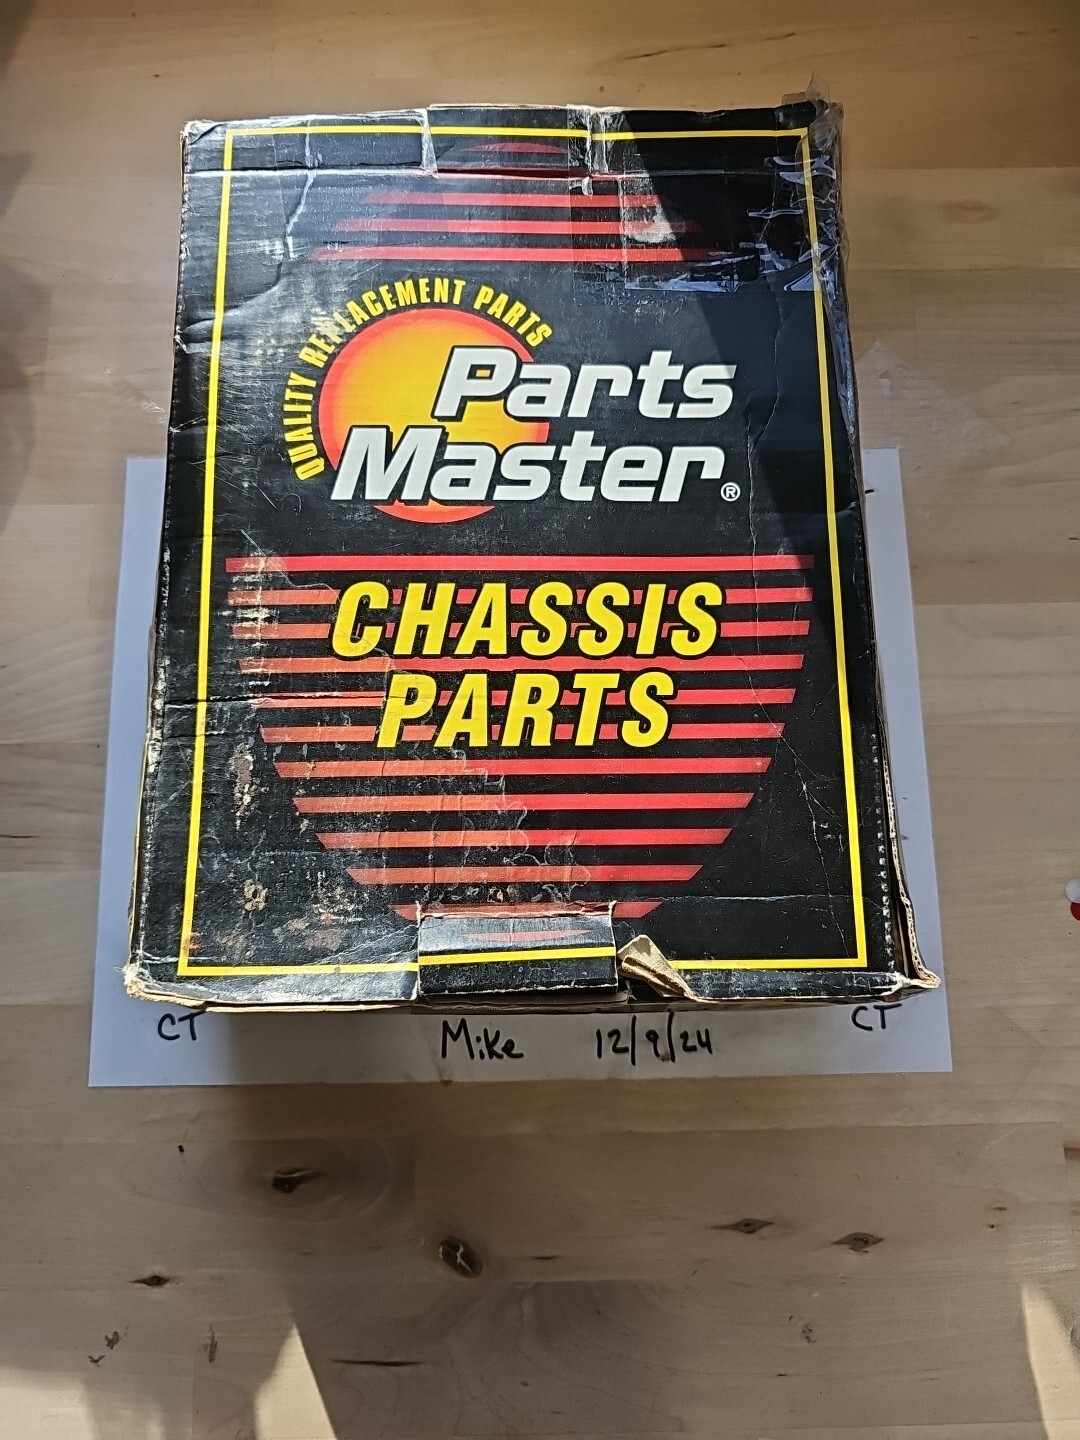 QUALITY REPLACEMENT PARTS
Parts
Master®
CHASSIS
PARTS
CT Mike 12/9/24 CT